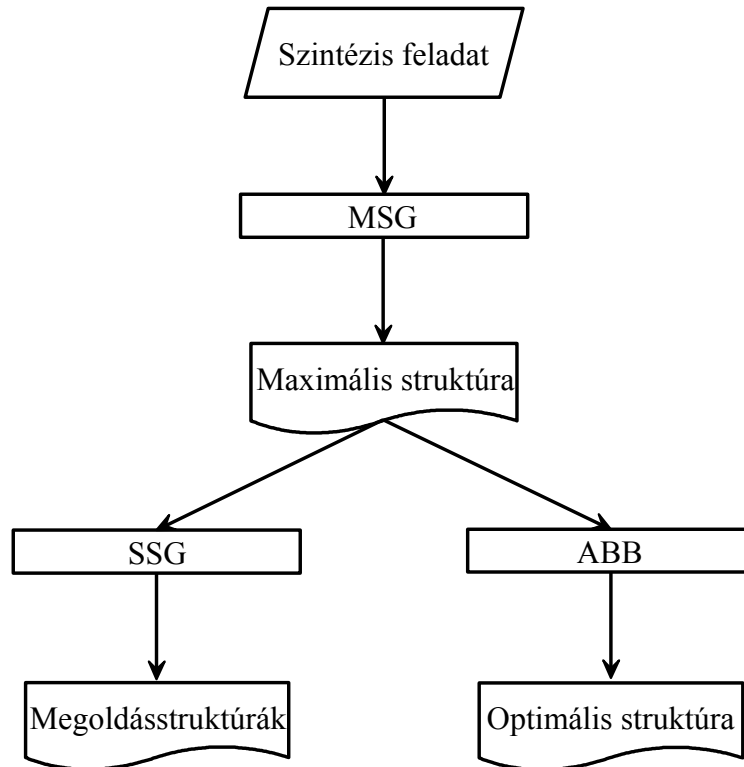 Szintézis feladat
MSG
Maximális struktúra
SSG
ABB
Megoldásstruktúrák
Optimális struktúra